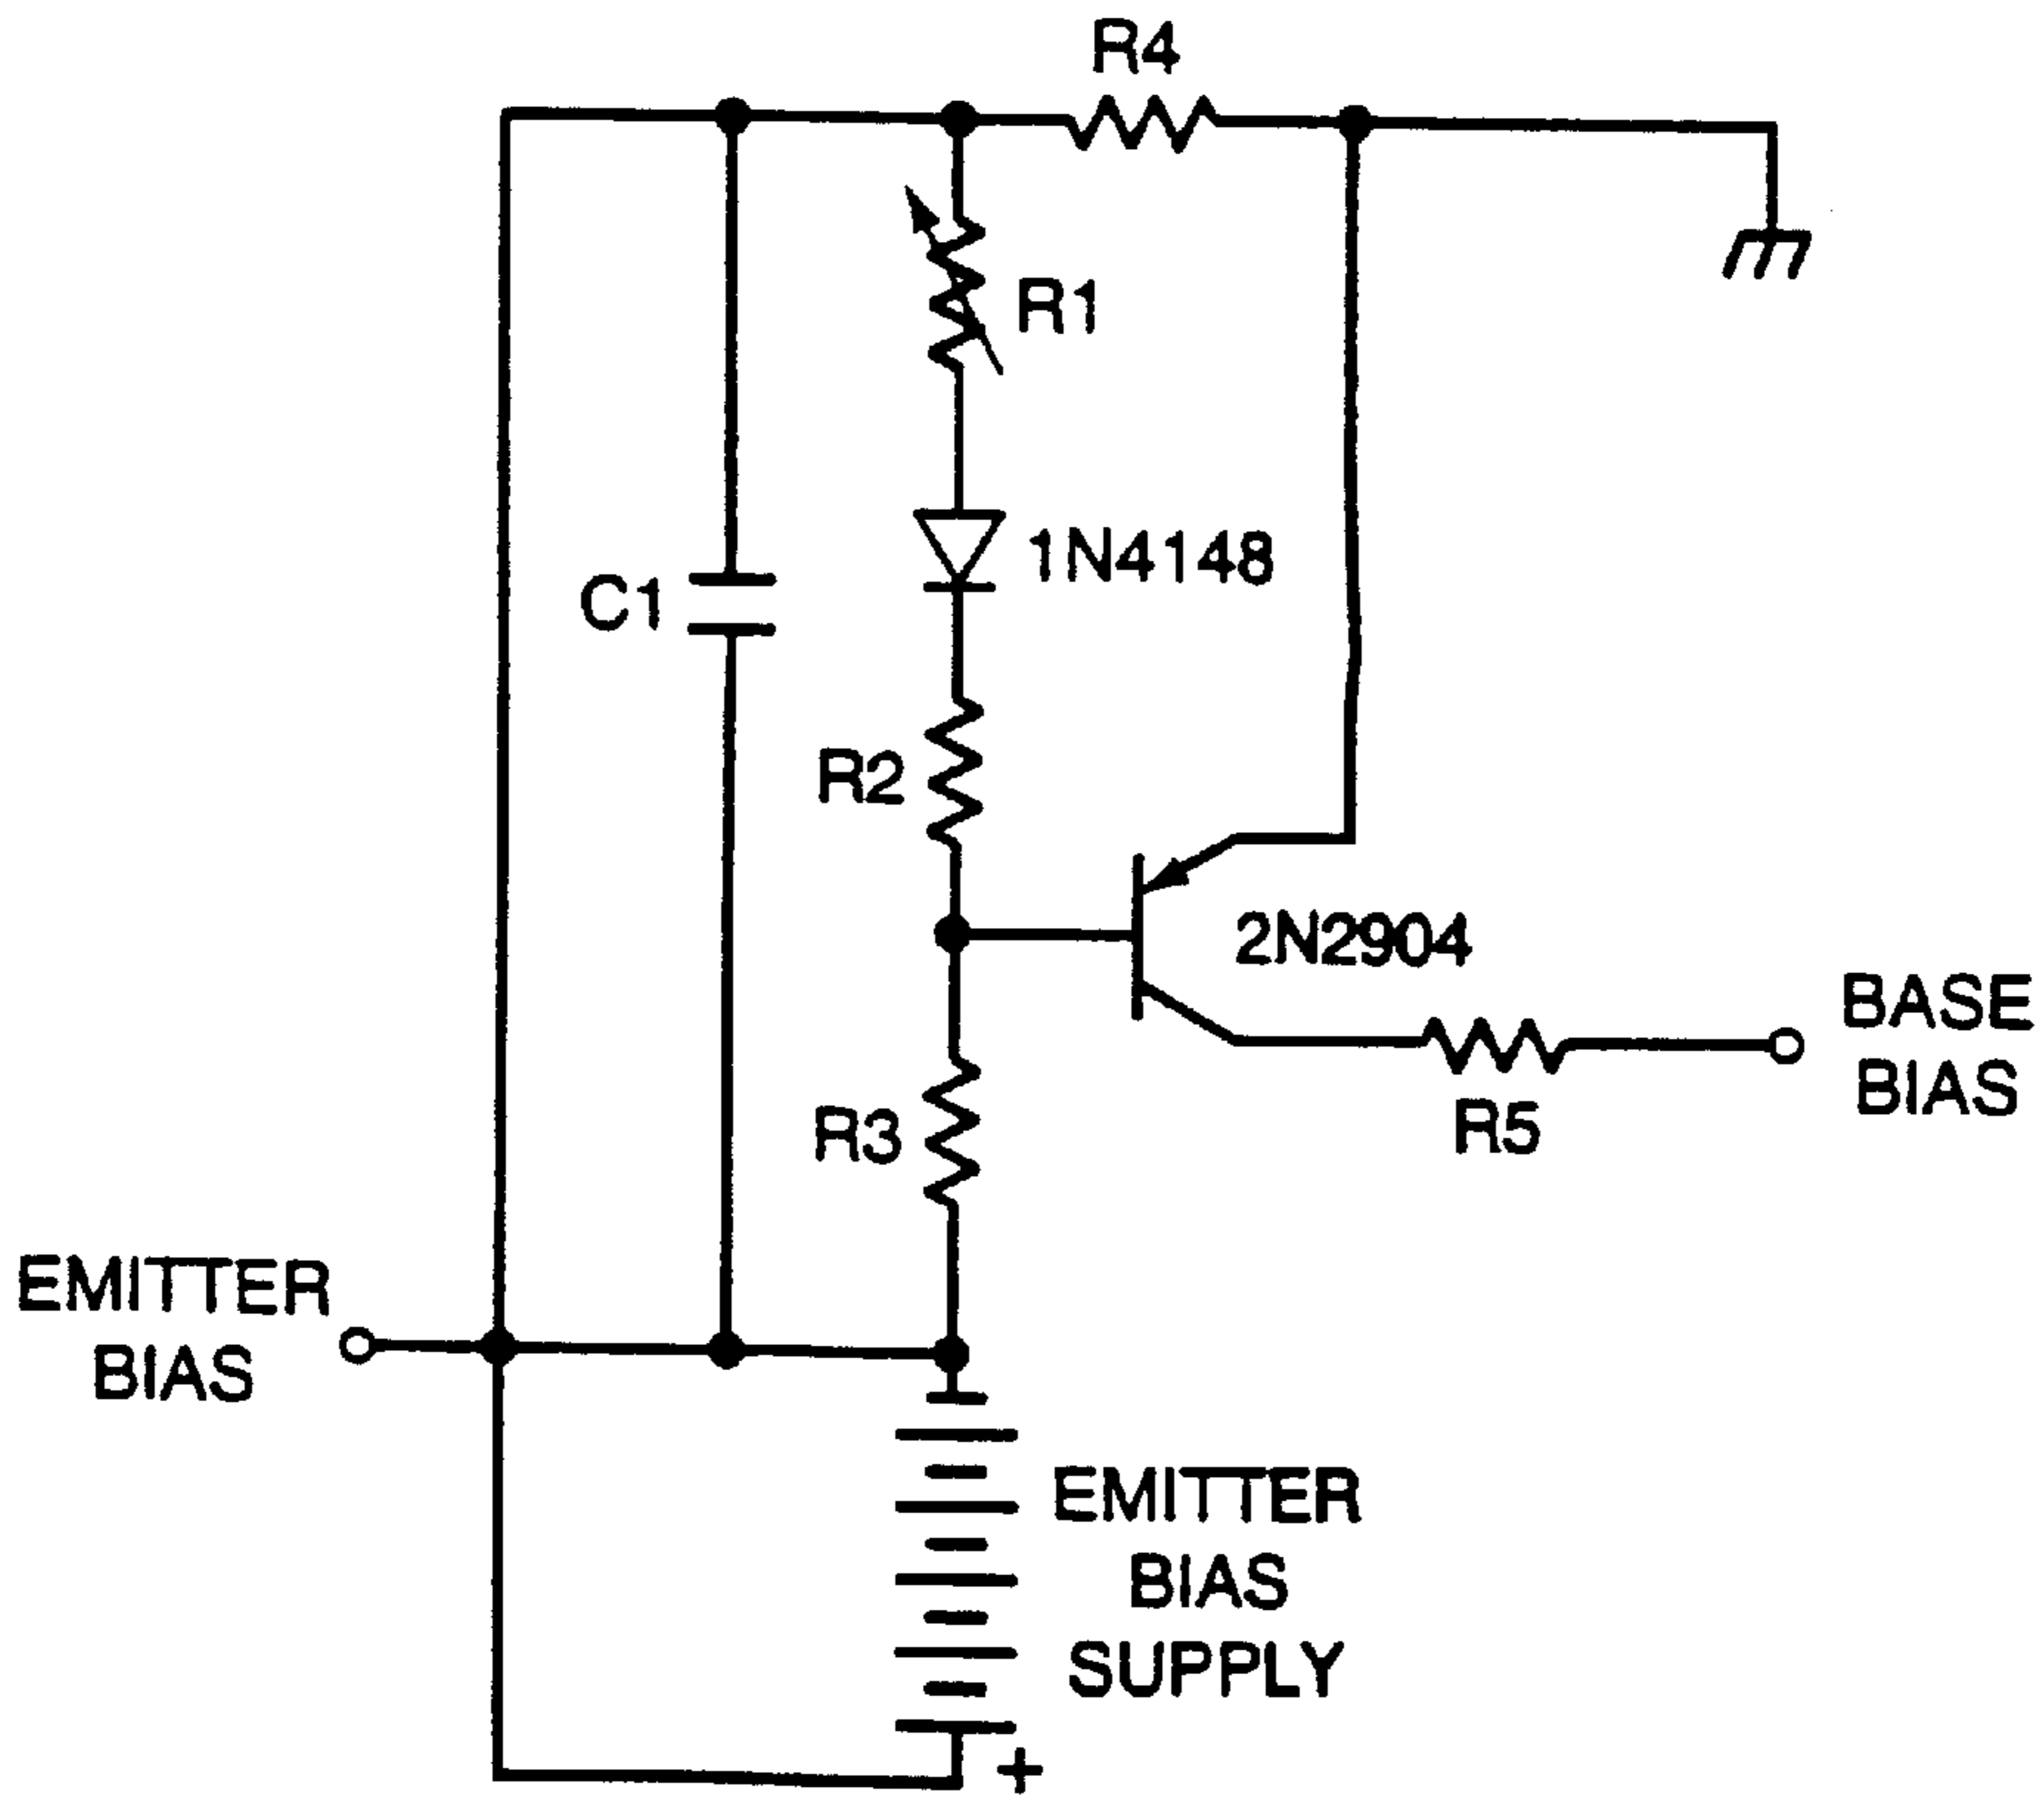 R4
R1
1N4148
C1
R2
2N2904
BASE
BIAS
R5
R3
EMITTER
BIAS
EMITTER
BIAS
SUPPLY
+